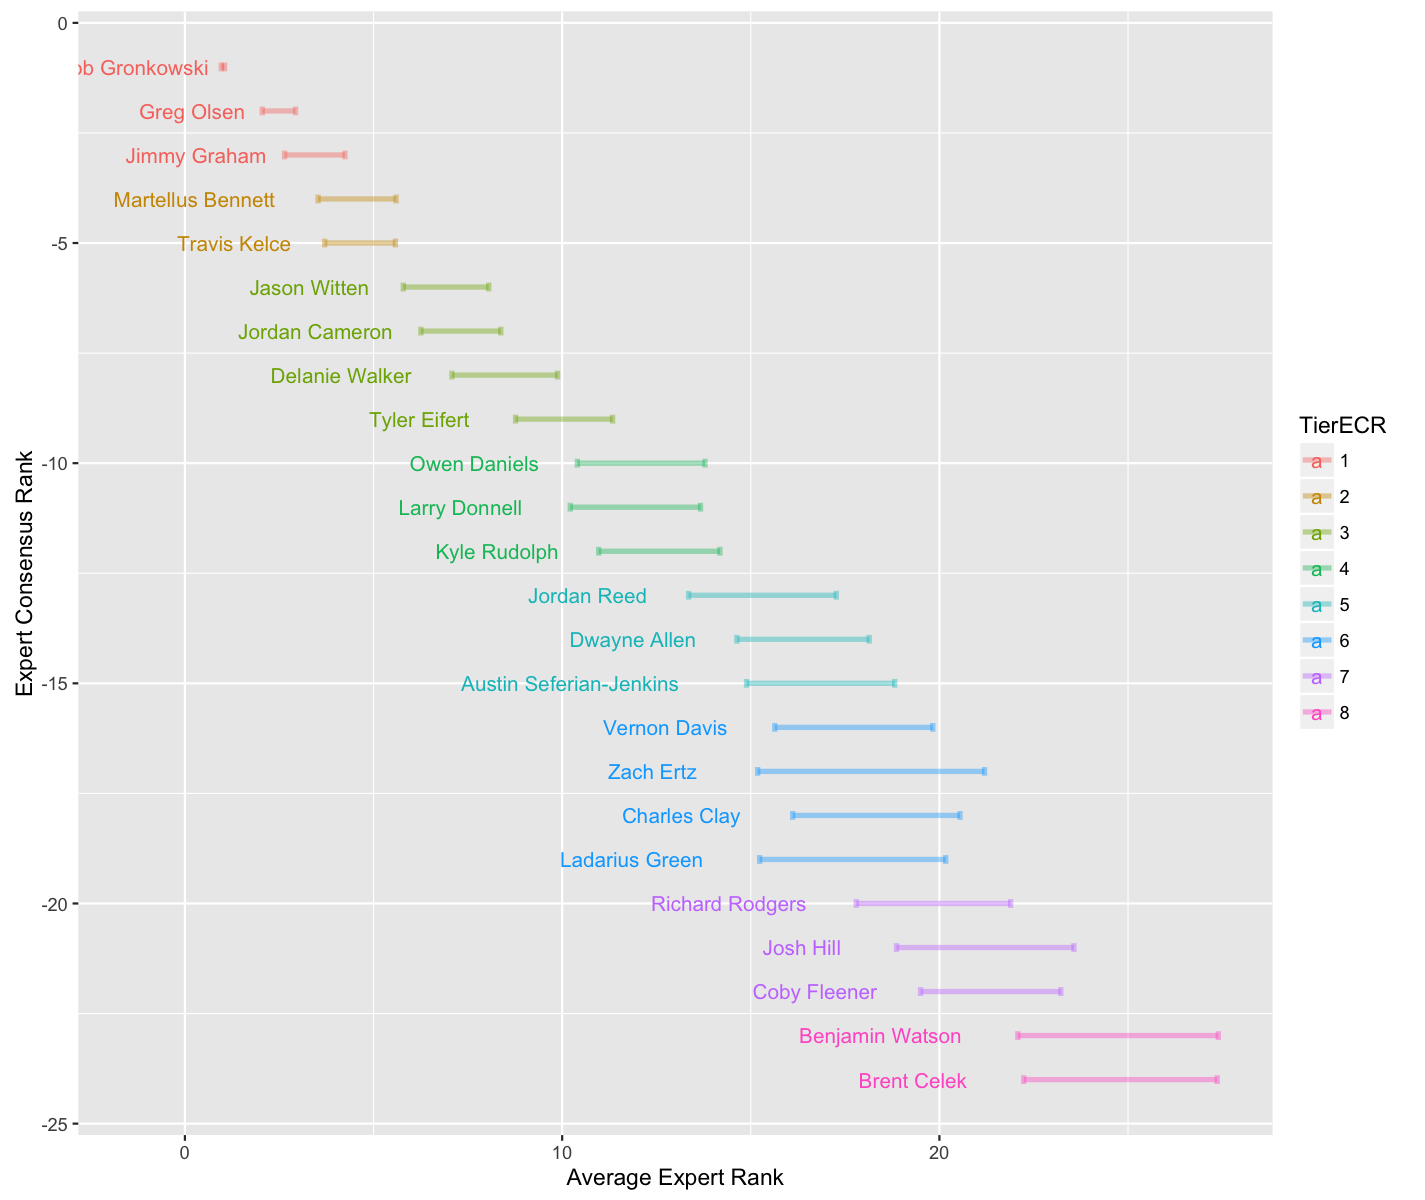 0
ob Gronkowski
Greg Olsen
Jimmy Graham
Martellus Bennett
-5
Travis Kelce
Jason Witten
Jordan Cameron
Delanie Walker
Tyler Eifert
-10
Owen Daniels
Larry Donnell
Kyle Rudolph
Jordan Reed
Dwayne Allen
-15
Austin Seferian-Jenkins
Vernon Davis
Zach Ertz
Charles Clay
Ladarius Green
-20
Richard Rodgers
Josh Hill
Coby Fleener
Benjamin Watson
Brent Celek
-25
Expert Consensus Rank
0 10 20
Average Expert Rank
TierECR
a 1
a 2
a 3
a 4
a 5
a 6
a 7
a 8